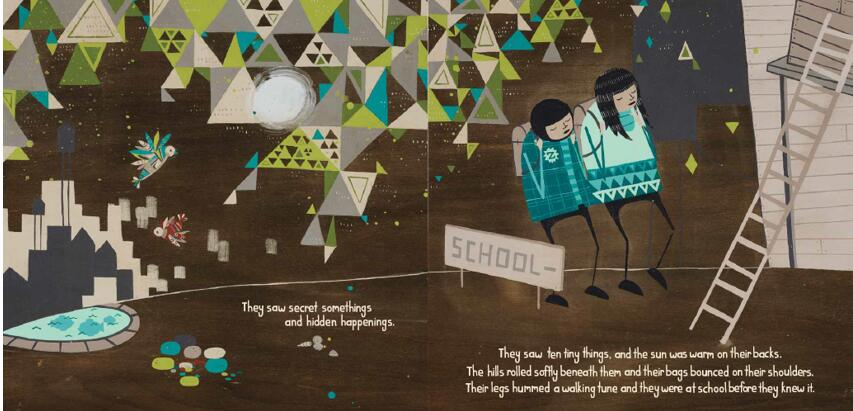 They saw secret somethings
and hidden happenings.
SCHOOL-
They saw ten tiny things, and the sun was warm on their backs.
The hills rolled softly beneath them and their bags bounced on their shoulders.
Their legs hummed a walking tune and they were at school before they knew it.